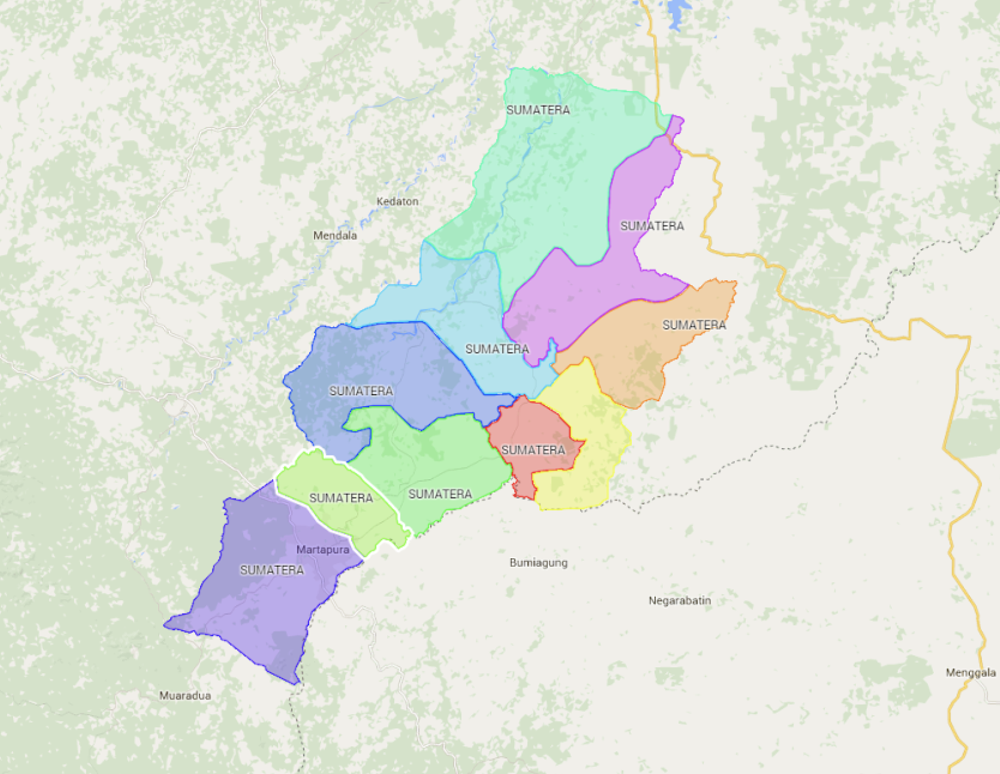 SUMATERA
Kedaton
SUMATERA
Mendala
SUMATERA
SUMATERA
SUMATERA
SUMATERA
SUMATERA
SUMATERA
Martapura
Bumiagung
SUMATERA
Negarabatin
Menggala
Muaradua
SUMATERA